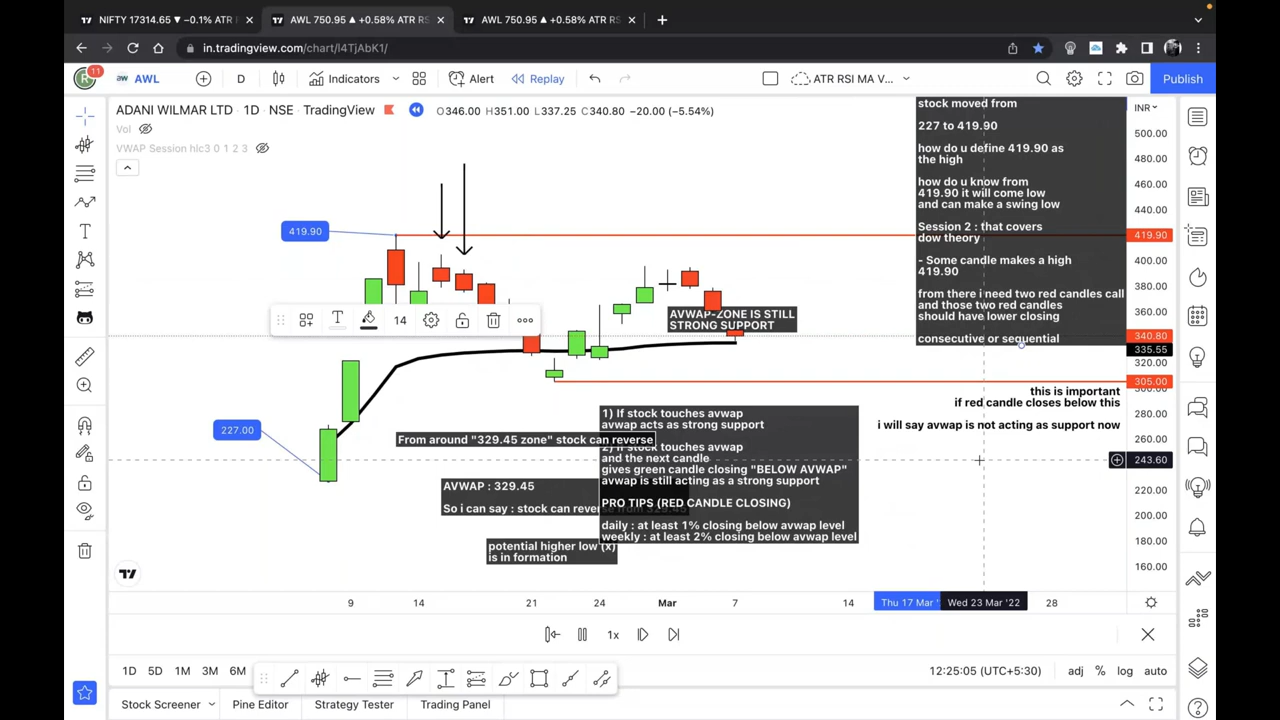 NIFTY 17314.65 ▼ −0.1% ATR
AWL 750.95 ▲ +0.58% ATR RS
AWL 750.95 ▲ +0.58% ATR RS
in.tradingview.com/chart/I4TjAbK1/
11
aw AWL
D
Indicators
Alert
Replay
ATR RSI MA V...
Publish
ADANI WILMAR LTD · 1D · NSE · TradingView
O346.00 H351.00 L337.25 C340.80 −20.00 (−5.54%)
INR
Vol
VWAP Session hlc3 0 1 2 3
stock moved from
227 to 419.90
how do u define 419.90 as
the high
how do u know from
419.90 it will come low
and can make a swing low
Session 2 : that covers
dow theory
- Some candle makes a high
419.90
from there i need two red candles call
and those two red candles
should have lower closing
consecutive or sequential
419.90
227.00
14
AVWAP-ZONE IS STILL
STRONG SUPPORT
this is important
if red candle closes below this
i will say avwap is not acting as support now
From around "329.45 zone" stock can reverse
1) If stock touches avwap
avwap acts as strong support
2) If stock touches avwap
and the next candle
gives green candle closing "BELOW AVWAP"
avwap is still acting as a strong support
PRO TIPS (RED CANDLE CLOSING)
daily : at least 1% closing below avwap level
weekly : at least 2% closing below avwap level
AVWAP : 329.45
So i can say : stock can reverse from 329.45
potential higher low (x)
is in formation
500.00
480.00
460.00
440.00
419.90
400.00
380.00
360.00
340.80
335.55
320.00
305.00
300.00
280.00
260.00
243.60
220.00
200.00
180.00
160.00
9
14
21
24
Mar
7
14
Thu 17 Mar '
Wed 23 Mar '22
28
1x
1D
5D
1M
3M
6M
12:25:05 (UTC+5:30)
adj
%
log
auto
Stock Screener
Pine Editor
Strategy Tester
Trading Panel